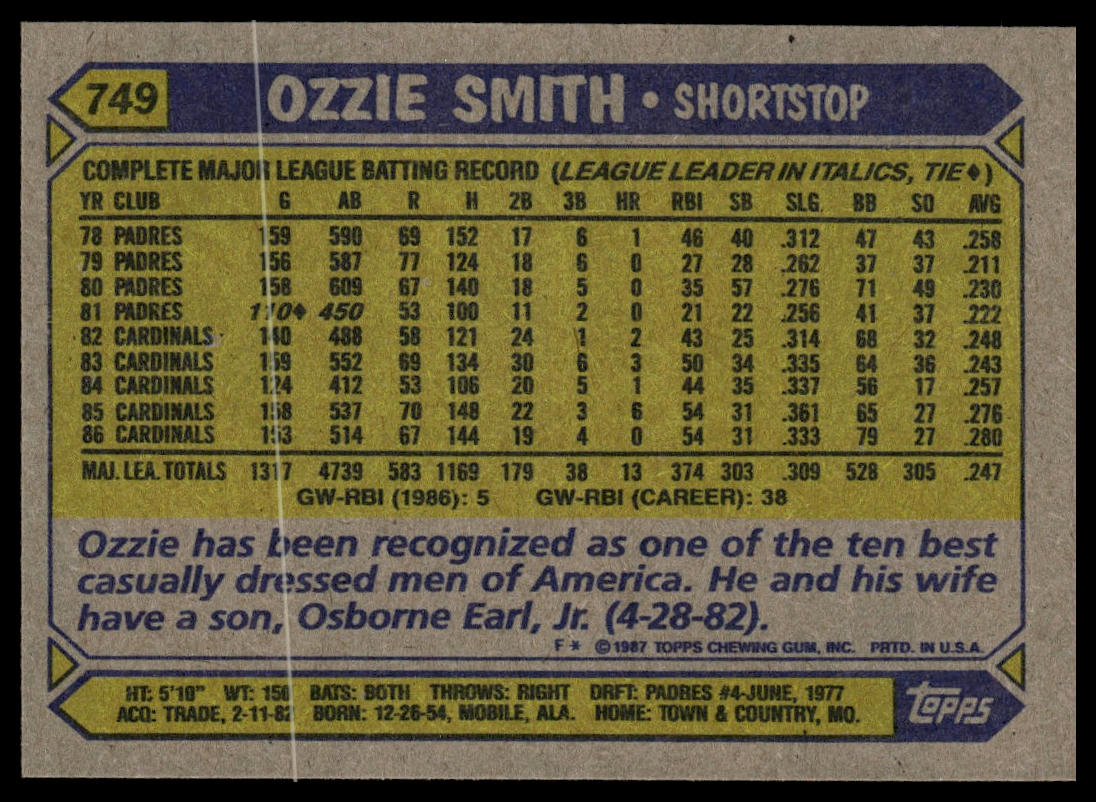 749 OZZIE SMITH • SHORTSTOP
COMPLETE MAJOR LEAGUE BATTING RECORD (LEAGUE LEADER IN ITALICS, TIE♦)
YR CLUB G AB R H 2B 3B HR RBI SB SLG. BB SO AVG
78 PADRES 159 590 69 152 17 6 1 46 40 .312 47 43 .258
79 PADRES 156 587 77 124 18 6 0 27 28 .262 37 37 .211
80 PADRES 158 609 67 140 18 5 0 35 57 .276 71 49 .230
81 PADRES 110♦ 450 53 100 11 2 0 21 22 .256 41 37 .222
82 CARDINALS 140 488 58 121 24 1 2 43 25 .314 68 32 .248
83 CARDINALS 159 552 69 134 30 6 3 50 34 .335 64 36 .243
84 CARDINALS 124 412 53 106 20 5 1 44 35 .337 56 17 .257
85 CARDINALS 158 537 70 148 22 3 6 54 31 .361 65 27 .276
86 CARDINALS 153 514 67 144 19 4 0 54 31 .333 79 27 .280
MAJ. LEA. TOTALS 1317 4739 583 1169 179 38 13 374 303 .309 528 305 .247
GW-RBI (1986): 5 GW-RBI (CAREER): 38
Ozzie has been recognized as one of the ten best
casually dressed men of America. He and his wife
have a son, Osborne Earl, Jr. (4-28-82).
F* ©1987 TOPPS CHEWING GUM, INC. PRTD. IN U.S.A.
HT: 5'10" WT: 150 BATS: BOTH THROWS: RIGHT DRFT: PADRES #4-JUNE, 1977
ACQ: TRADE, 2-11-82 BORN: 12-26-54, MOBILE, ALA. HOME: TOWN & COUNTRY, MO.
Topps